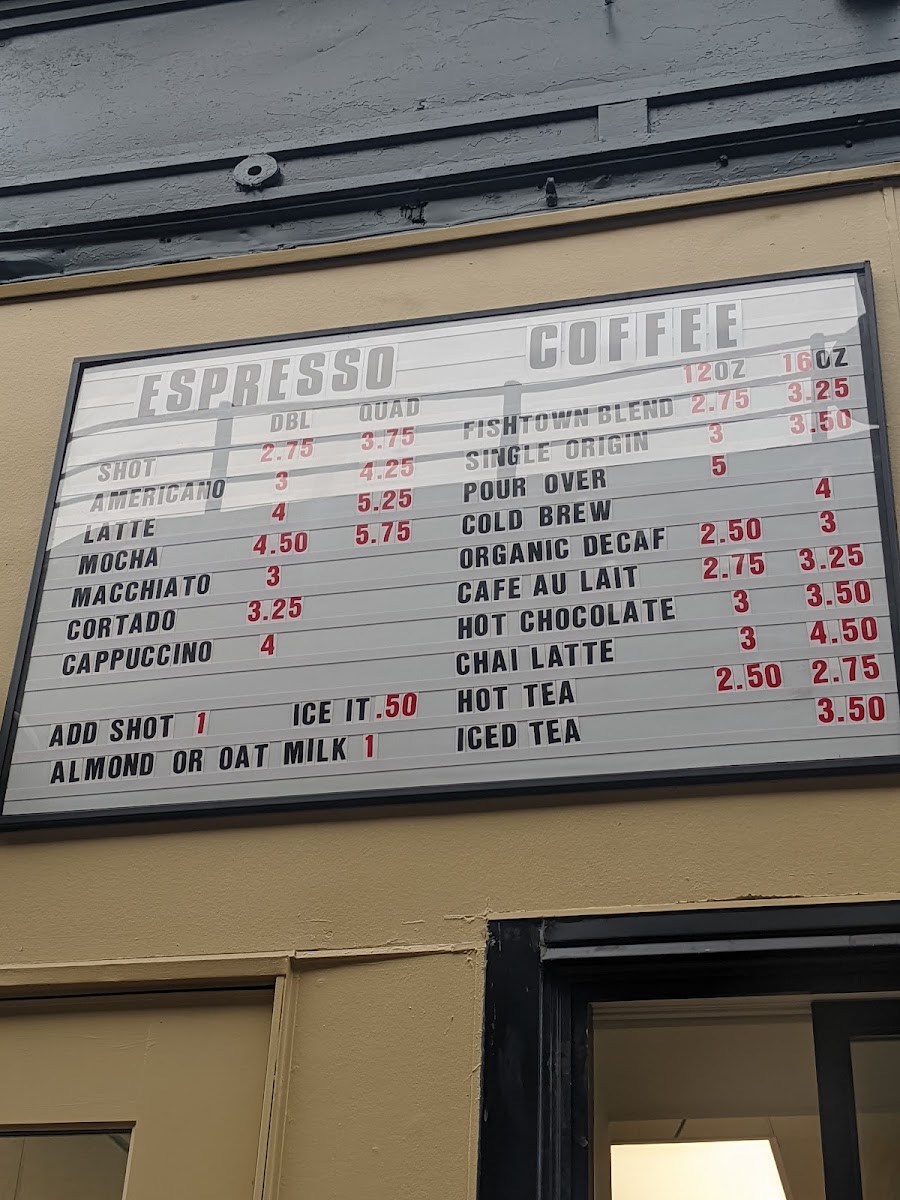 ESPRESSO
DBL QUAD
SHOT 2.75 3.75
AMERICANO 3 4.25
LATTE 4 5.25
MOCHA 4.50 5.75
MACCHIATO 3
CORTADO 3.25
CAPPUCCINO 4
ADD SHOT 1 ICE IT .50
ALMOND OR OAT MILK 1
COFFEE
12OZ 16OZ
FISHTOWN BLEND 2.75 3.25
SINGLE ORIGIN 3 3.50
POUR OVER 5
COLD BREW 4
ORGANIC DECAF 2.50 3
CAFE AU LAIT 2.75 3.25
HOT CHOCOLATE 3 3.50
CHAI LATTE 3 4.50
HOT TEA 2.50 2.75
ICED TEA 3.50